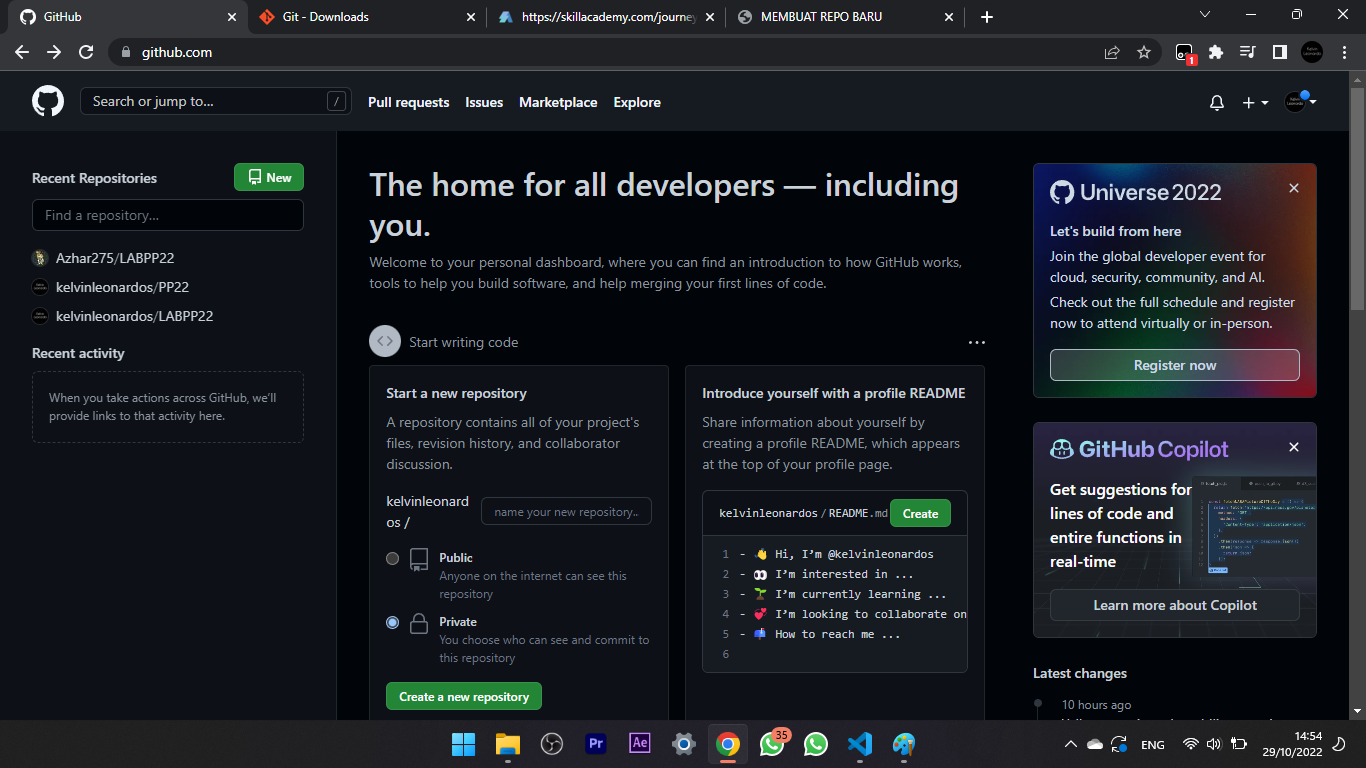 GitHub
Git - Downloads
https://skillacademy.com/journey
MEMBUAT REPO BARU
github.com
1
Search or jump to...
/
Pull requests
Issues
Marketplace
Explore
Recent Repositories
New
Find a repository...
Azhar275/LABPP22
kelvinleonardos/PP22
kelvinleonardos/LABPP22
Recent activity
When you take actions across GitHub, we'll
provide links to that activity here.
The home for all developers — including
you.
Welcome to your personal dashboard, where you can find an introduction to how GitHub works,
tools to help you build software, and help merging your first lines of code.
Start writing code
Start a new repository
A repository contains all of your project's
files, revision history, and collaborator
discussion.
kelvinleonard
os /
name your new repository..
Public
Anyone on the internet can see this
repository
Private
You choose who can see and commit to
this repository
Create a new repository
Introduce yourself with a profile README
Share information about yourself by
creating a profile README, which appears
at the top of your profile page.
kelvinleonardos / README.md
Create
1 - 👋 Hi, I'm @kelvinleonardos
2 - 👀 I'm interested in ...
3 - 🌱 I'm currently learning ...
4 - 💞️ I'm looking to collaborate on
5 - 📫 How to reach me ...
6
Universe 2022
Let's build from here
Join the global developer event for
cloud, security, community, and AI.
Check out the full schedule and register
now to attend virtually or in-person.
Register now
GitHub Copilot
Get suggestions for
lines of code and
entire functions in
real-time
Learn more about Copilot
Latest changes
10 hours ago
Pr
Ae
35
ENG
14:54
29/10/2022